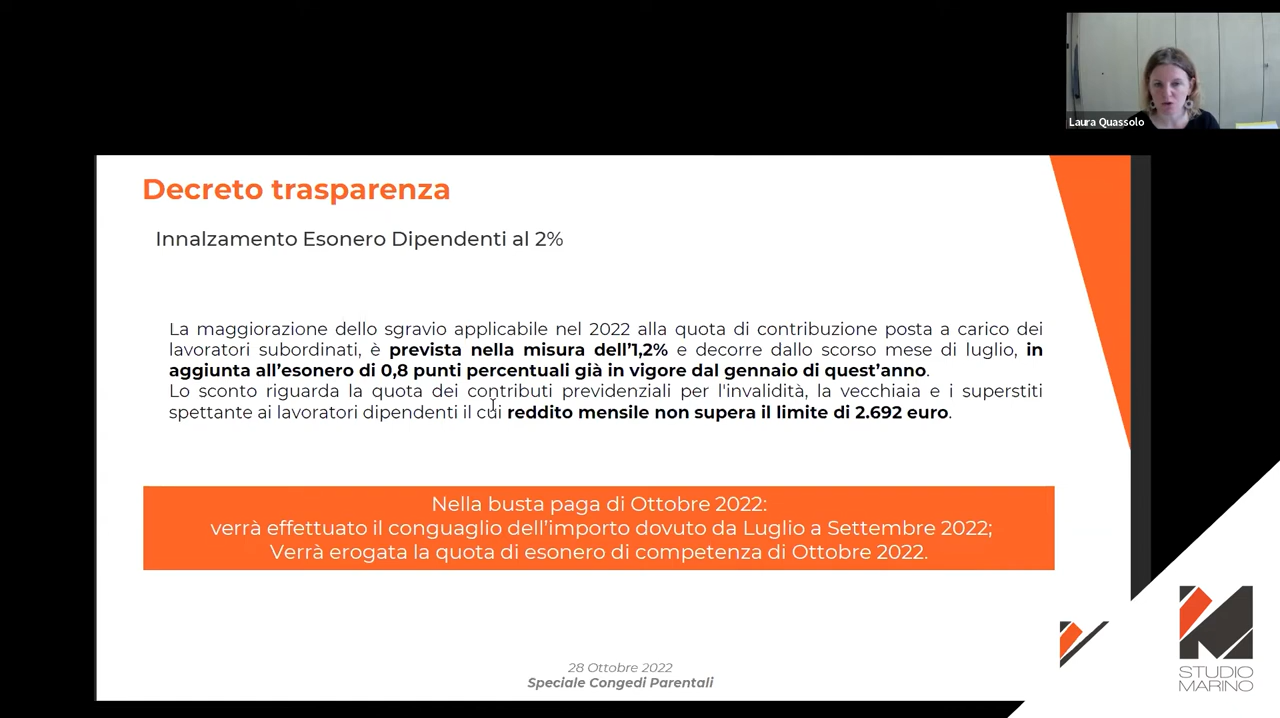 Laura Quassolo
Decreto trasparenza
Innalzamento Esonero Dipendenti al 2%
La maggiorazione dello sgravio applicabile nel 2022 alla quota di contribuzione posta a carico dei
lavoratori subordinati, è prevista nella misura dell'1,2% e decorre dallo scorso mese di luglio, in
aggiunta all'esonero di 0,8 punti percentuali già in vigore dal gennaio di quest'anno.
Lo sconto riguarda la quota dei contributi previdenziali per l'invalidità, la vecchiaia e i superstiti
spettante ai lavoratori dipendenti il cui reddito mensile non supera il limite di 2.692 euro.
Nella busta paga di Ottobre 2022:
verrà effettuato il conguaglio dell'importo dovuto da Luglio a Settembre 2022;
Verrà erogata la quota di esonero di competenza di Ottobre 2022.
28 Ottobre 2022
Speciale Congedi Parentali
STUDIO
MARINO